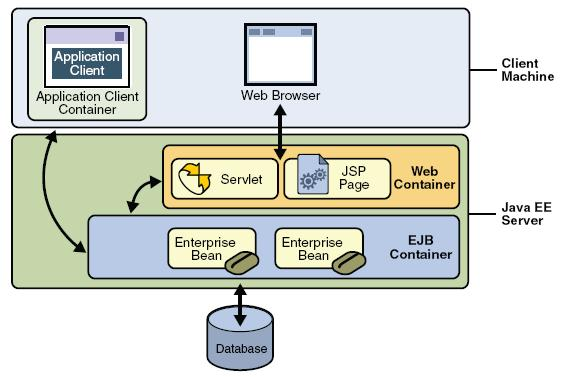 Application
Client
Application Client
Container
Web Browser
Client
Machine
Servlet
JSP
Page
Web
Container
Java EE
Server
Enterprise
Bean
Enterprise
Bean
EJB
Container
Database